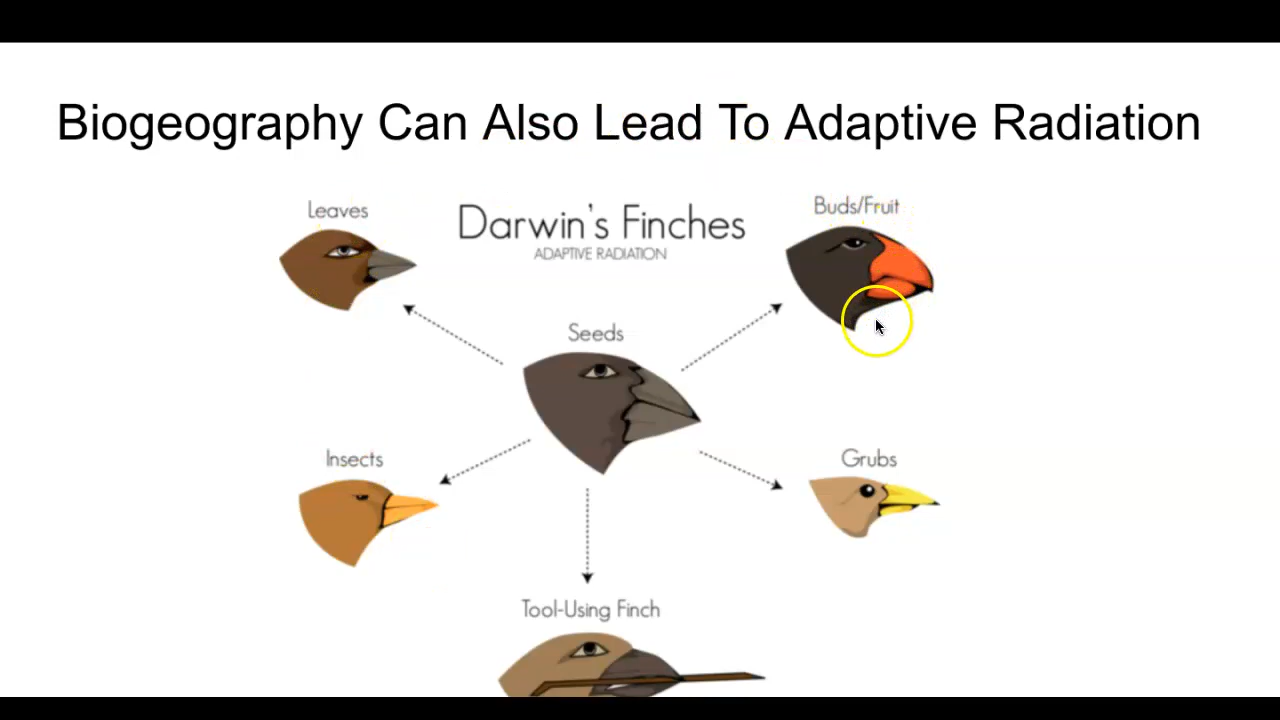 Biogeography Can Also Lead To Adaptive Radiation
Leaves
Darwin's Finches
ADAPTIVE RADIATION
Buds/Fruit
Seeds
Insects
Grubs
Tool-Using Finch